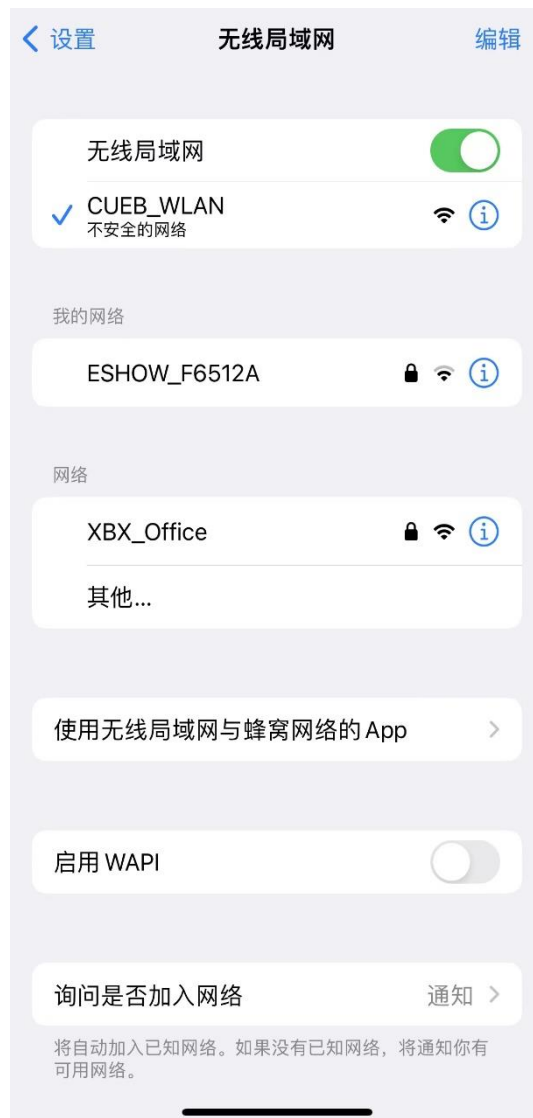 设置 无线局域网 编辑
无线局域网
CUEB_WLAN
不安全的网络
我的网络
ESHOW_F6512A
网络
XBX_Office
其他...
使用无线局域网与蜂窝网络的 App
启用 WAPI
询问是否加入网络 通知
将自动加入已知网络。如果没有已知网络，将通知你有
可用网络。